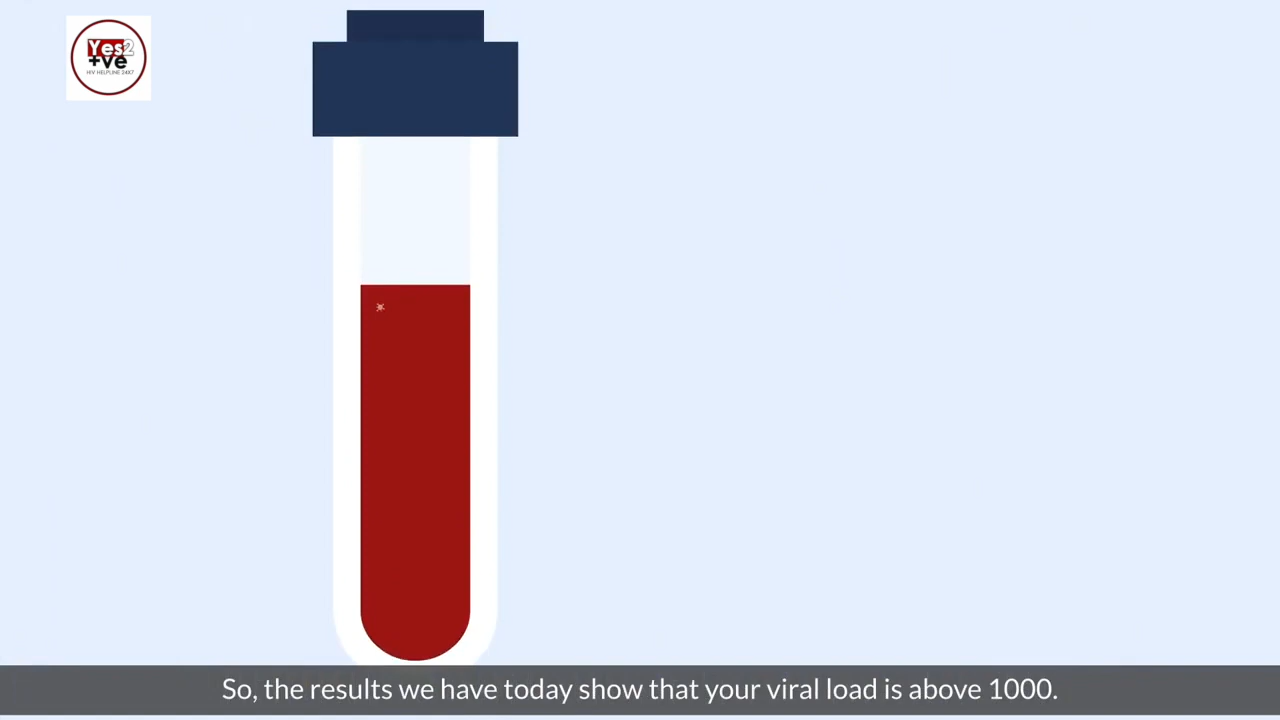 Yes2
+ve
HIV HELPLINE 24X7
So, the results we have today show that your viral load is above 1000.